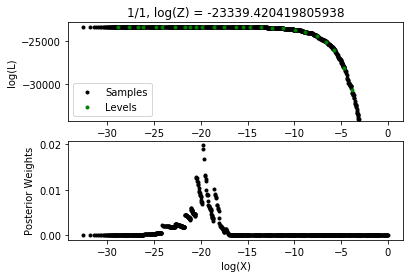 1/1, log(Z) = -23339.420419805938
−25000
−30000
log(L)
Samples
Levels
−30 −25 −20 −15 −10 −5 0
0.02
0.01
0.00
Posterior Weights
−30 −25 −20 −15 −10 −5 0
log(X)